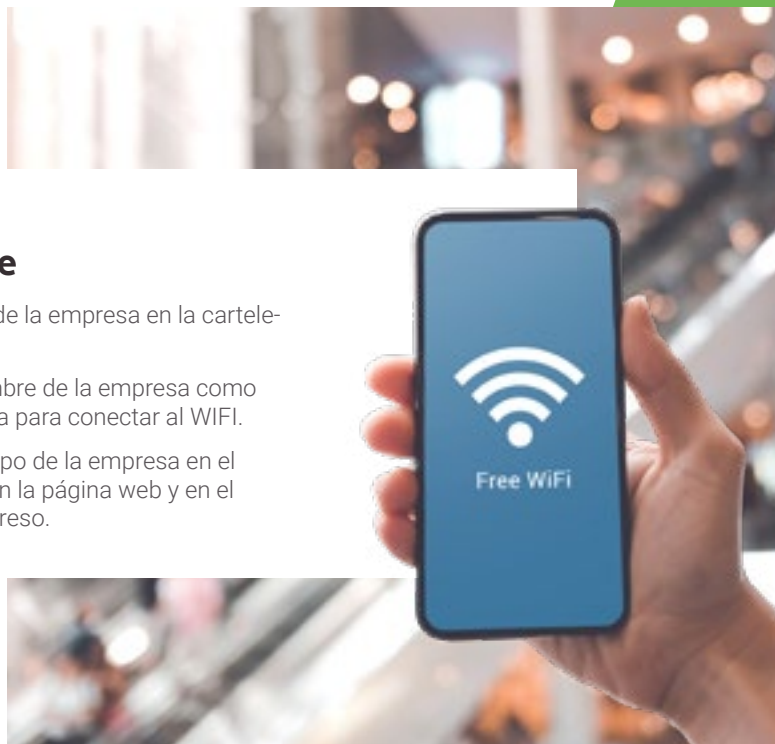 e
de la empresa en la cartele-
bre de la empresa como
a para conectar al WIFI.
po de la empresa en el
n la página web y en el
reso.
Free WiFi